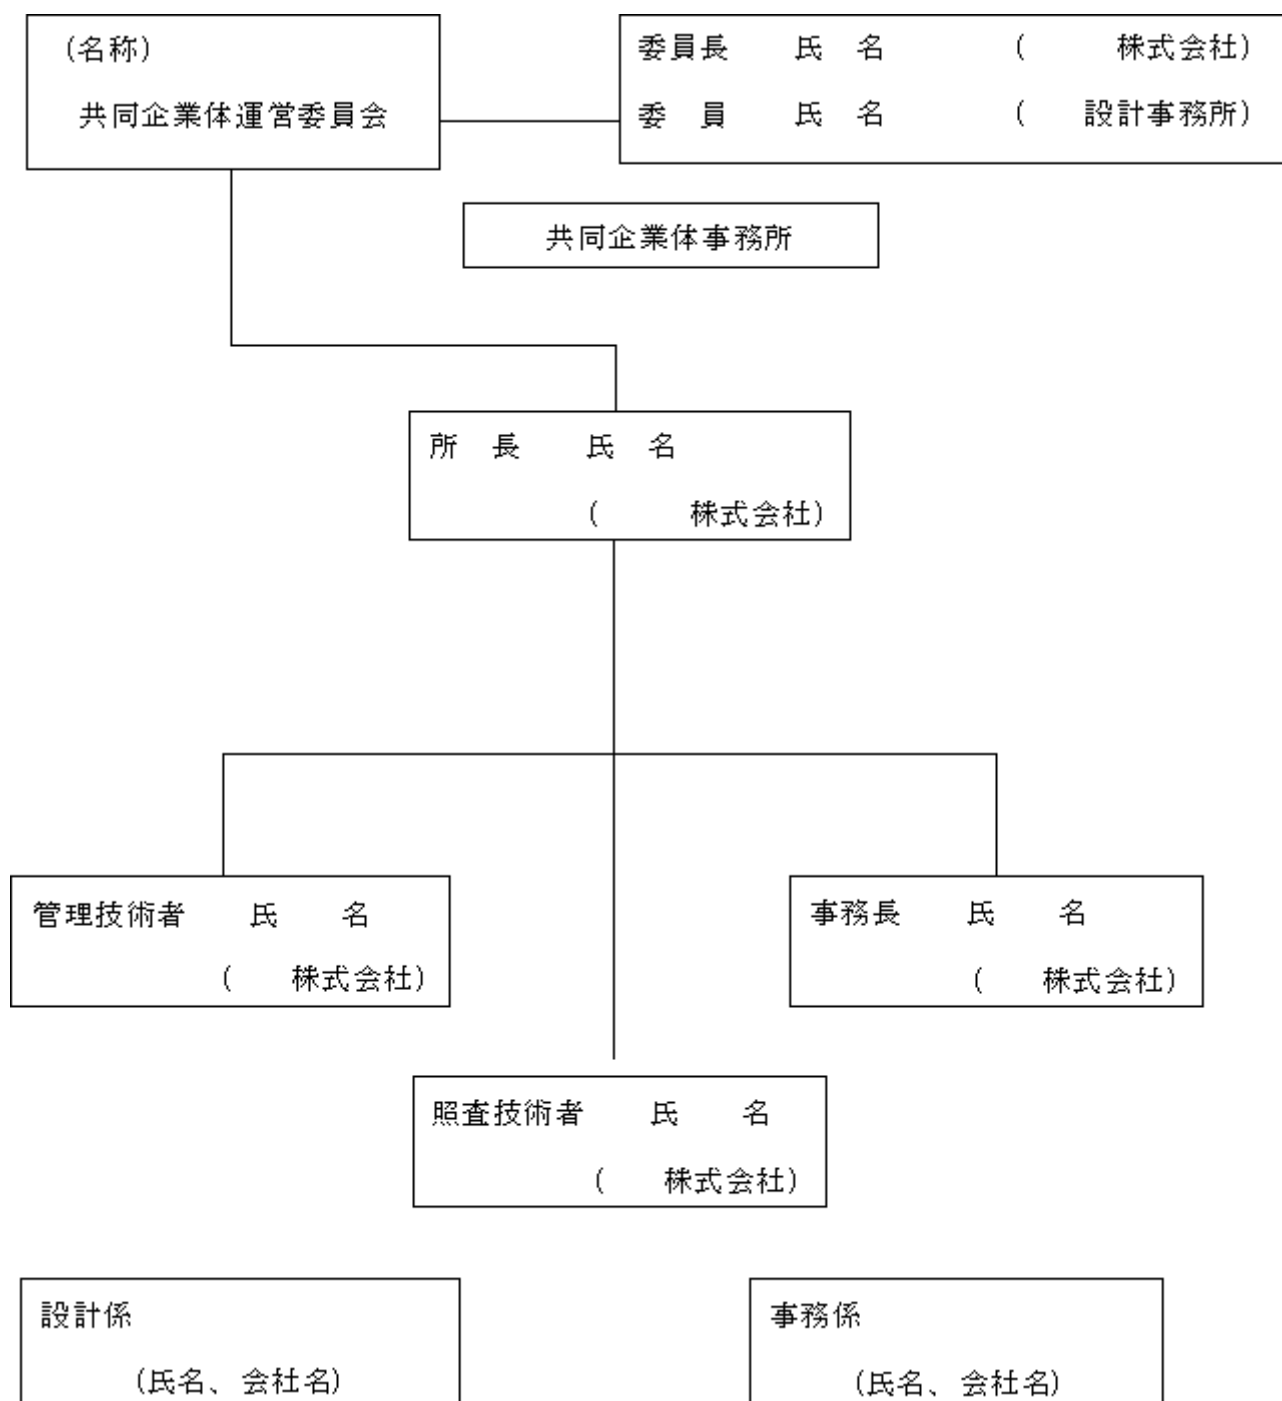 (名称)
共同企業体運営委員会
委員長　氏　名　(　株式会社)
委　員　氏　名　(　設計事務所)
共同企業体事務所
所　長　氏　名
(　株式会社)
管理技術者　氏　名
(　株式会社)
事務長　氏　名
(　株式会社)
照査技術者　氏　名
(　株式会社)
設計係
(氏名、会社名)
事務係
(氏名、会社名)